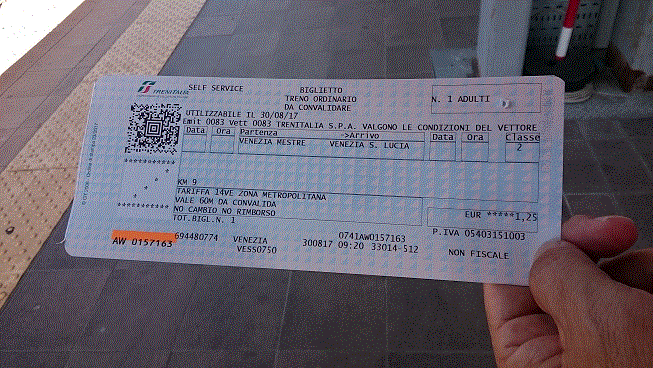 TRENITALIA SELF SERVICE
BIGLIETTO
TRENO ORDINARIO
DA CONVALIDARE
N. 1 ADULTI
UTILIZZABILE IL 30/08/17
Emit 0083 Vett 0083 TRENITALIA S.P.A. VALGONO LE CONDIZIONI DEL VETTORE
Data Ora Partenza ->Arrivo Data Ora Classe
VENEZIA MESTRE VENEZIA S. LUCIA 2
**********
*
*
*
*
**********
KM 9
TARIFFA 14VE ZONA METROPOLITANA
VALE 60M DA CONVALIDA
NO CAMBIO NO RIMBORSO
TOT.BIGL.N. 1
EUR *****1,25
P.IVA 05403151003
694480774 VENEZIA 0741AW0157163
AW 0157163 VES50750 300817 09:20 33014-512 NON FISCALE